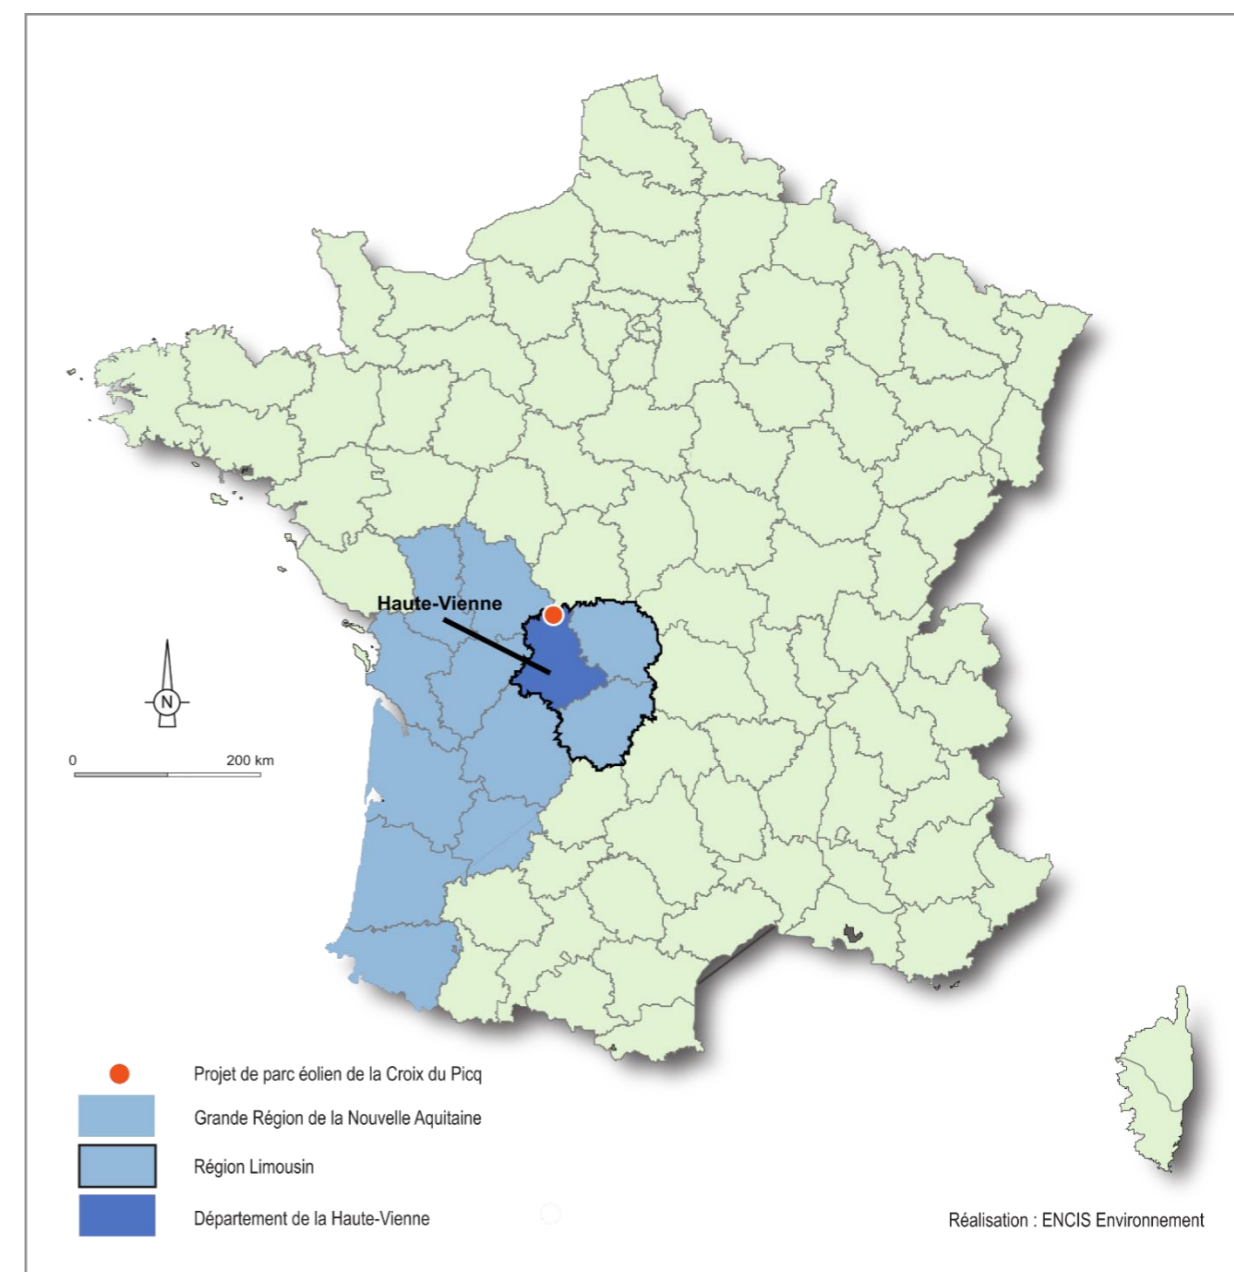 Haute-Vienne
N
0 200 km
Projet de parc éolien de la Croix du Picq
Grande Région de la Nouvelle Aquitaine
Région Limousin
Département de la Haute-Vienne
Réalisation : ENCIS Environnement